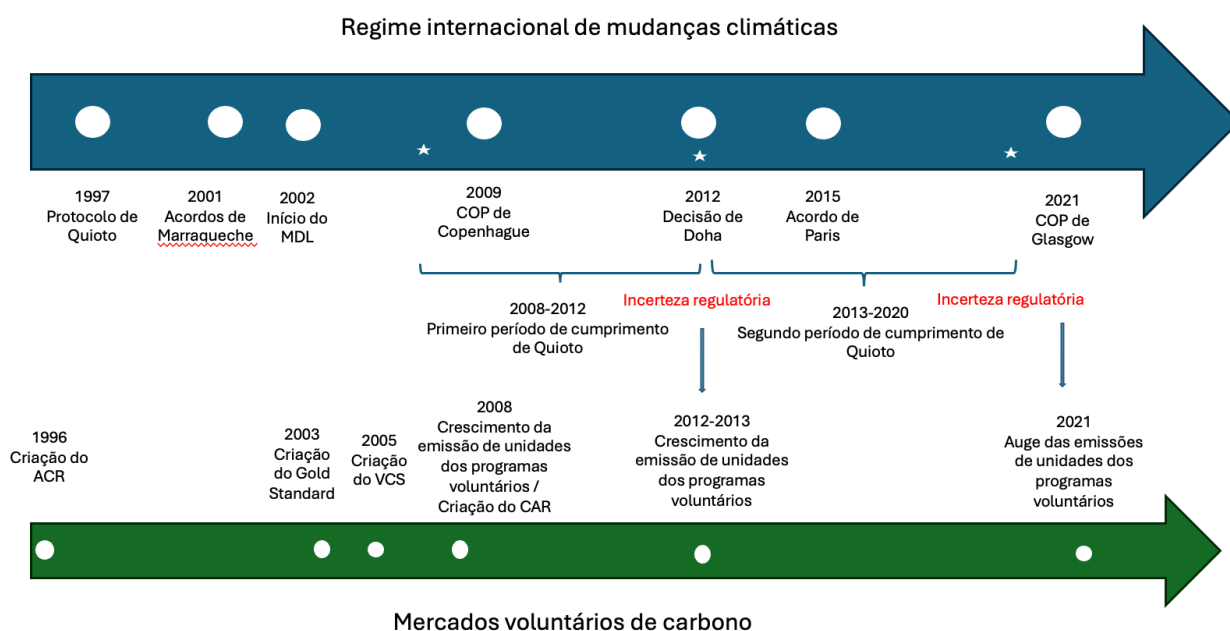 Regime internacional de mudanças climáticas
1997
Protocolo de
Quioto
2001
Acordos de
Marraqueche
2002
Início do
MDL
2009
COP de
Copenhague
2012
Decisão de
Doha
2015
Acordo de
Paris
2021
COP de
Glasgow
2008-2012
Primeiro período de cumprimento
de Quioto
Incerteza regulatória
2013-2020
Segundo período de cumprimento de
Quioto
Incerteza regulatória
1996
Criação do
ACR
2003
Criação
do Gold
Standard
2005
Criação
do VCS
2008
Crescimento da
emissão de unidades
dos programas
voluntários /
Criação do CAR
2012-2013
Crescimento da
emissão de unidades
dos programas
voluntários
2021
Auge das emissões
de unidades dos
programas
voluntários
Mercados voluntários de carbono